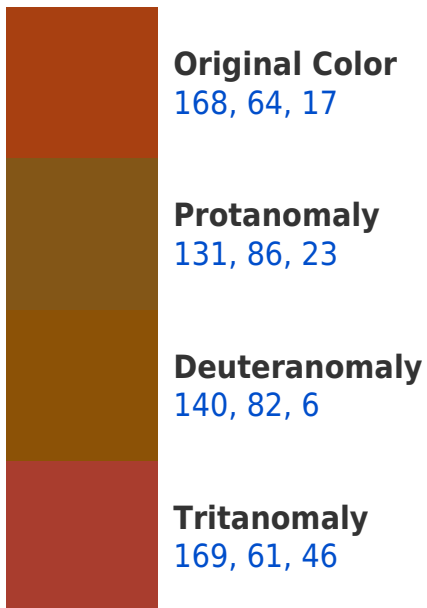 Original Color
168, 64, 17
Protanomaly
131, 86, 23
Deuteranomaly
140, 82, 6
Tritanomaly
169, 61, 46